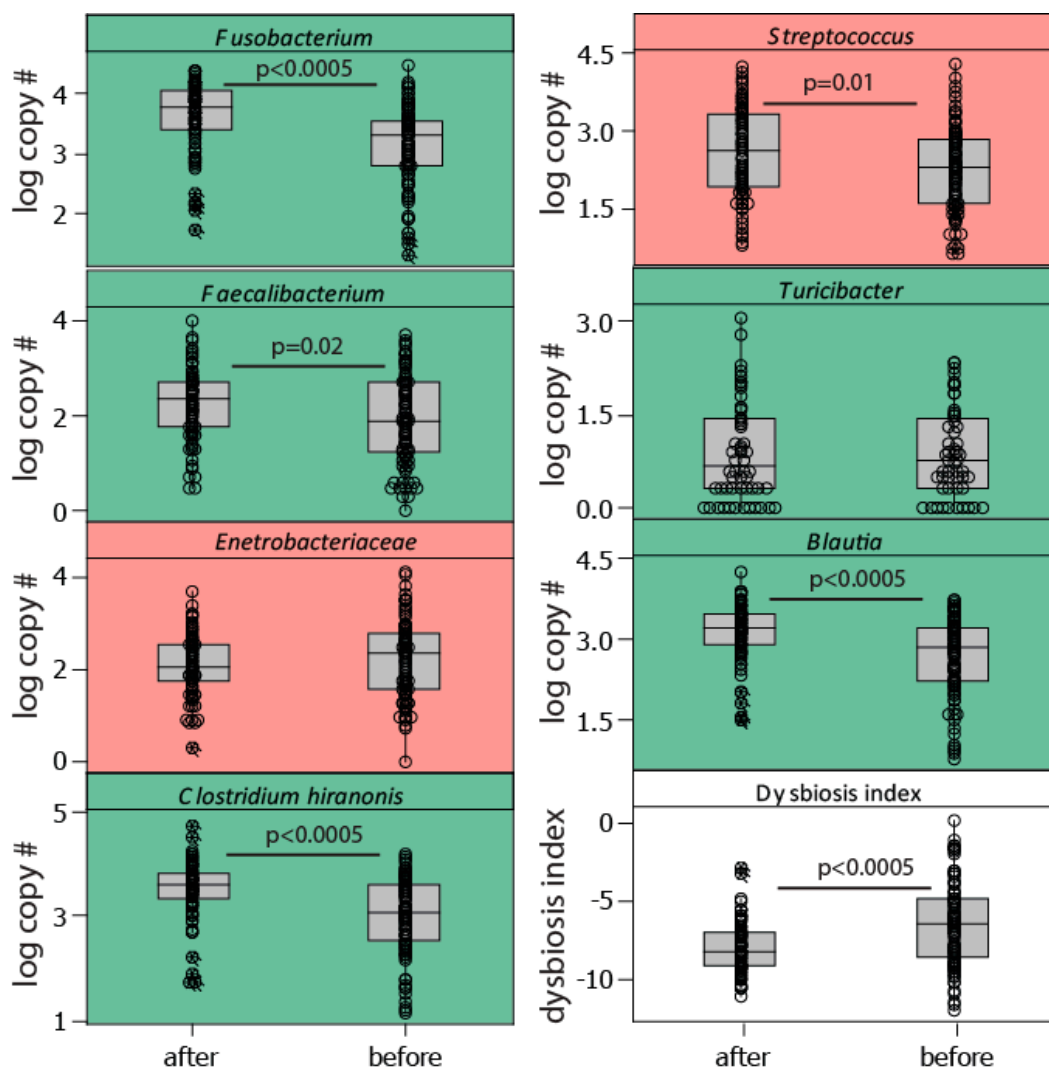 Fusobacterium
log copy #
4
3
2
p<0.0005
Streptococcus
log copy #
4.5
3.0
1.5
p=0.01
Faecalibacterium
log copy #
4
2
0
p=0.02
Turicibacter
log copy #
3.0
1.5
0.0
Enetrobacteriaceae
log copy #
4
2
0
Blautia
log copy #
4.5
3.0
1.5
p<0.0005
Clostridium hiranonis
log copy #
5
3
1
p<0.0005
after before
Dysbiosis index
dysbiosis index
0
-5
-10
p<0.0005
after before